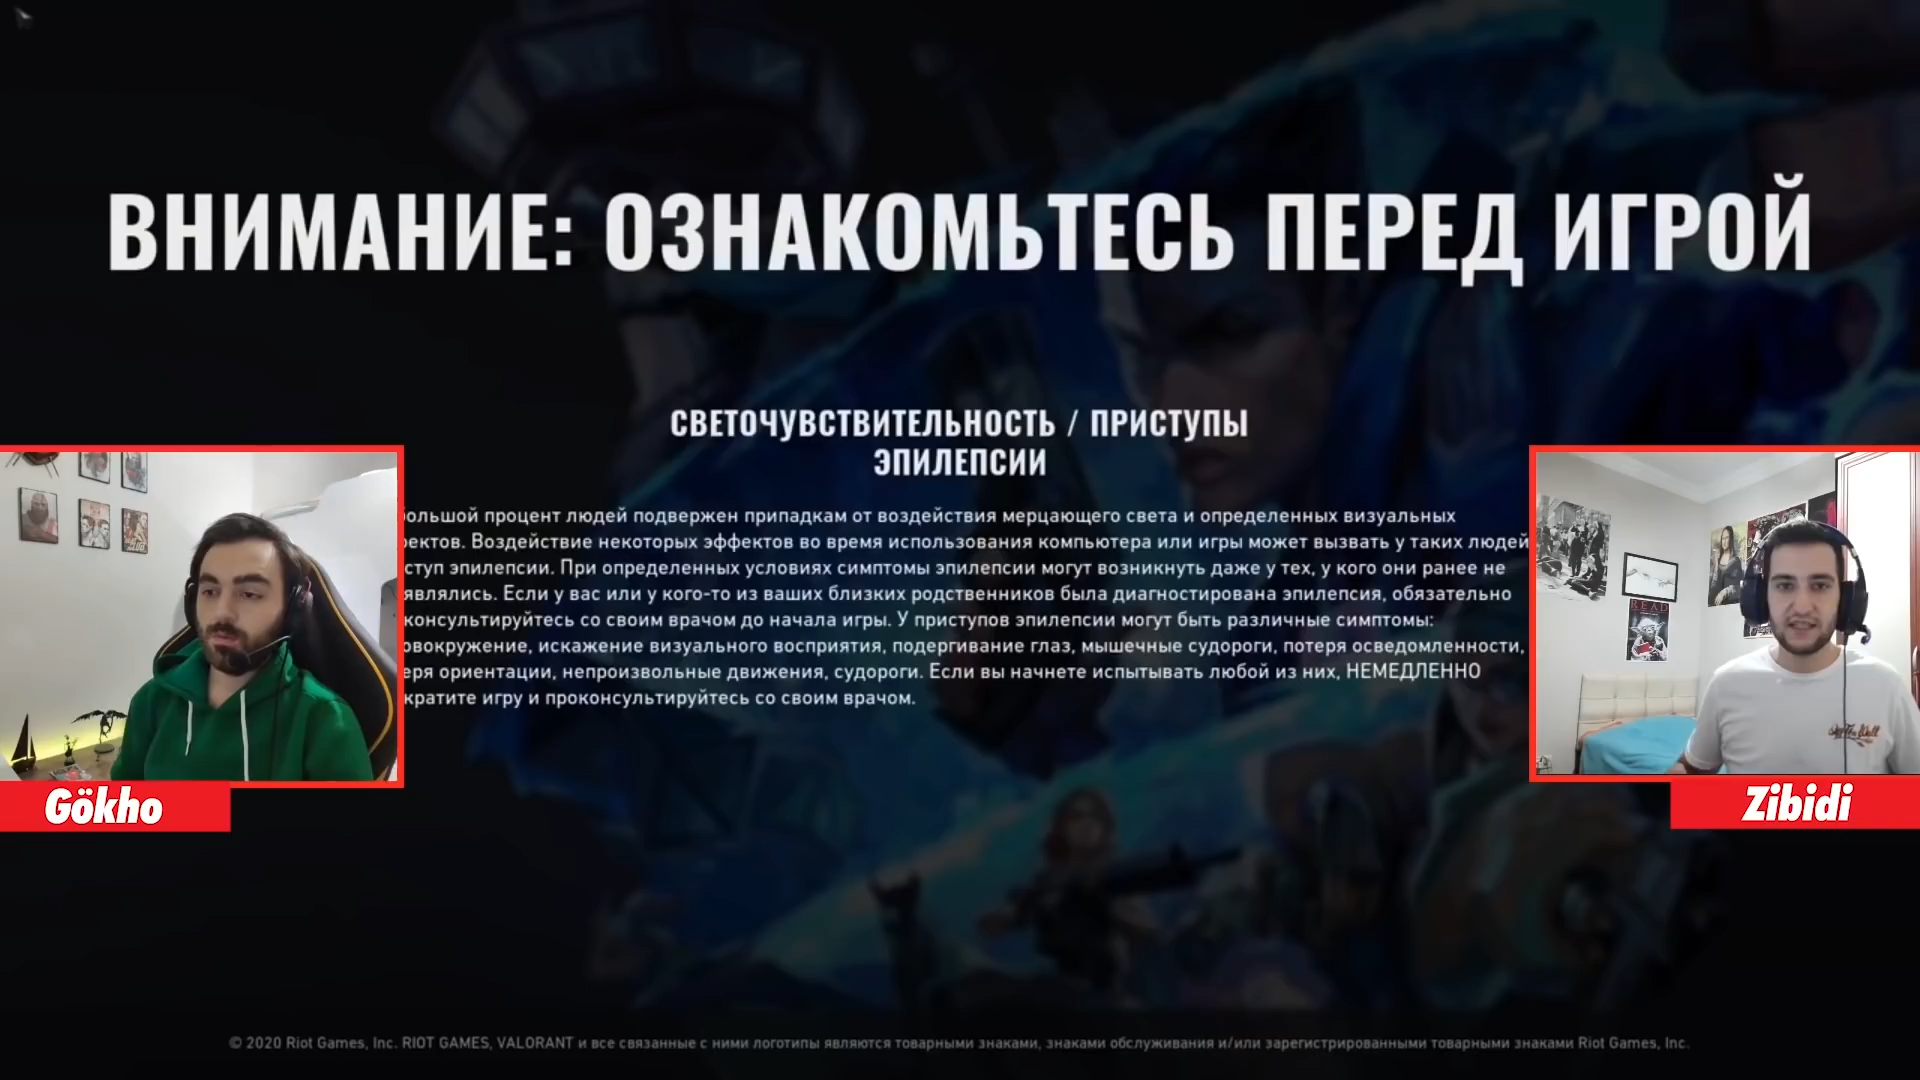 ВНИМАНИЕ: ОЗНАКОМЬТЕСЬ ПЕРЕД ИГРОЙ
СВЕТОЧУВСТВИТЕЛЬНОСТЬ / ПРИСТУПЫ
ЭПИЛЕПСИИ
процент людей подвержен припадкам от воздействия мерцающего света и определенных визуальных
Воздействие некоторых эффектов во время использования компьютера или игры может вызвать у таких людей
эпилепсии. При определенных условиях симптомы эпилепсии могут возникнуть даже у тех, у кого они ранее не
Если у вас или у кого-то из ваших близких родственников была диагностирована эпилепсия, обязательно
консультируйтесь со своим врачом до начала игры. У приступов эпилепсии могут быть различные симптомы:
искажение визуального восприятия, подергивание глаз, мышечные судороги, потеря осведомленности,
ориентации, непроизвольные движения, судороги. Если вы начнете испытывать любой из них, НЕМЕДЛЕННО
кратите игру и проконсультируйтесь со своим врачом.
READ
Gökho
Zibidi
© 2020 Riot Games, Inc. RIOT GAMES, VALORANT и все связанные с ними логотипы являются товарными знаками, знаками обслуживания и/или зарегистрированными товарными знаками Riot Games, Inc.